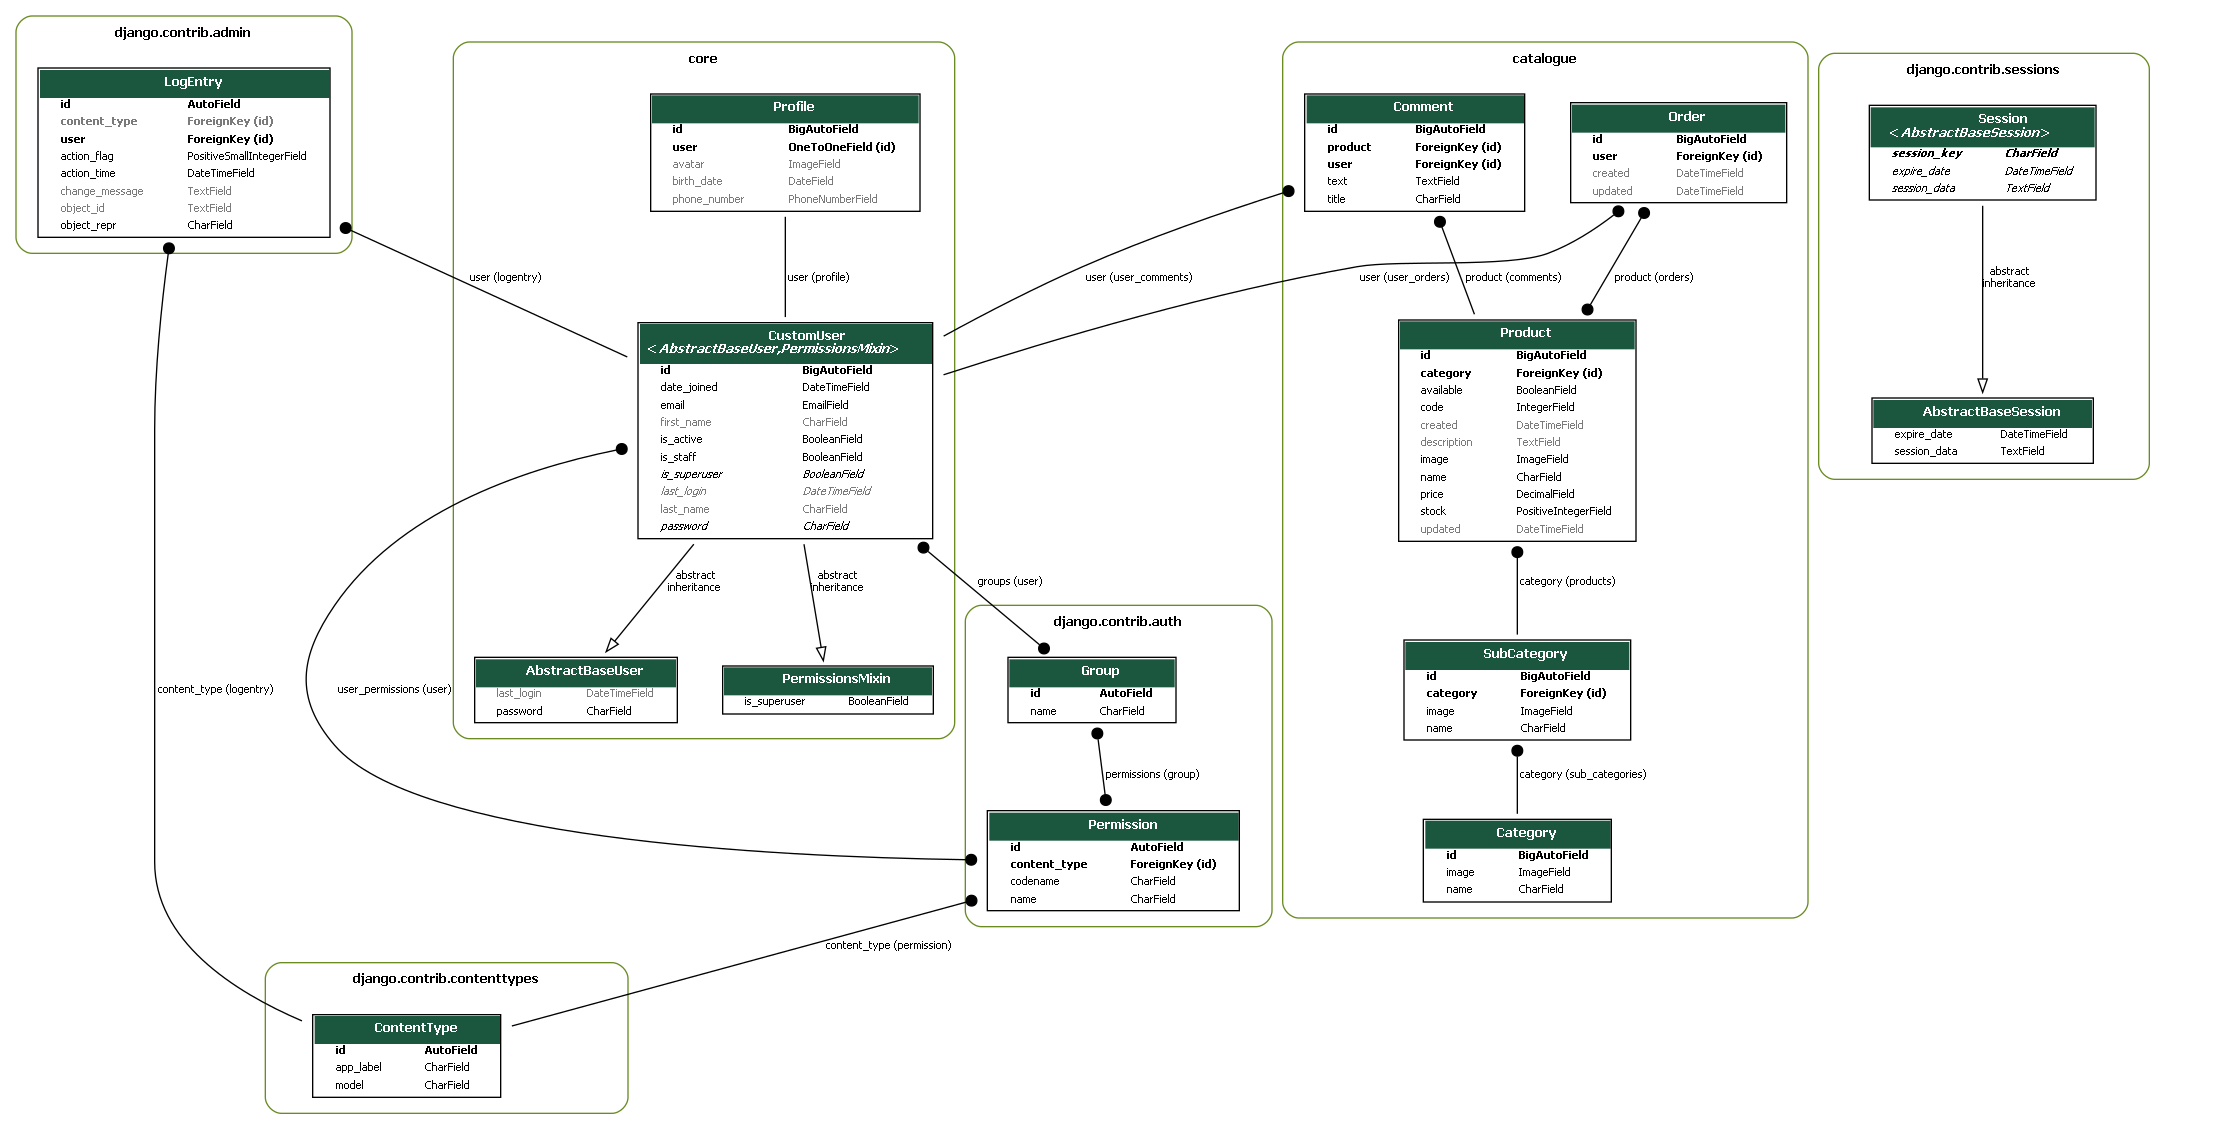 django.contrib.admin
LogEntry
id AutoField
content_type ForeignKey (id)
user ForeignKey (id)
action_flag PositiveSmallIntegerField
action_time DateTimeField
change_message TextField
object_id TextField
object_repr CharField
core
Profile
id BigAutoField
user OneToOneField (id)
avatar ImageField
birth_date DateField
phone_number PhoneNumberField
catalogue
Comment
id BigAutoField
product ForeignKey (id)
user ForeignKey (id)
text TextField
title CharField
Order
id BigAutoField
user ForeignKey (id)
created DateTimeField
updated DateTimeField
django.contrib.sessions
Session
<AbstractBaseSession>
session_key CharField
expire_date DateTimeField
session_data TextField
user (logentry)
user (profile)
user (user_comments)
user (user_orders)
product (comments)
product (orders)
abstract
inheritance
CustomUser
<AbstractBaseUser,PermissionsMixin>
id BigAutoField
date_joined DateTimeField
email EmailField
first_name CharField
is_active BooleanField
is_staff BooleanField
is_superuser BooleanField
last_login DateTimeField
last_name CharField
password CharField
Product
id BigAutoField
category ForeignKey (id)
available BooleanField
code IntegerField
created DateTimeField
description TextField
image ImageField
name CharField
price DecimalField
stock PositiveIntegerField
updated DateTimeField
AbstractBaseSession
expire_date DateTimeField
session_data TextField
abstract
inheritance
abstract
inheritance
groups (user)
category (products)
AbstractBaseUser
last_login DateTimeField
password CharField
PermissionsMixin
is_superuser BooleanField
django.contrib.auth
Group
id AutoField
name CharField
SubCategory
id BigAutoField
category ForeignKey (id)
image ImageField
name CharField
content_type (logentry)
user_permissions (user)
permissions (group)
category (sub_categories)
Permission
id AutoField
content_type ForeignKey (id)
codename CharField
name CharField
Category
id BigAutoField
image ImageField
name CharField
content_type (permission)
django.contrib.contenttypes
ContentType
id AutoField
app_label CharField
model CharField